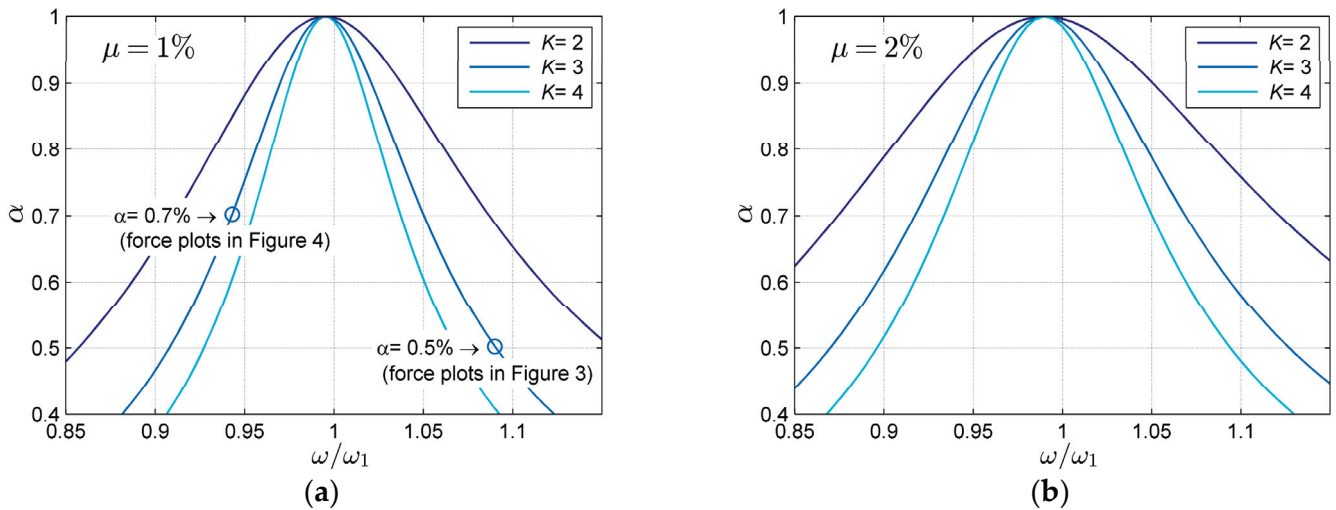 μ = 1%
K= 2
K= 3
K= 4
α= 0.7% →
(force plots in Figure 4)
α= 0.5% →
(force plots in Figure 3)
1
0.9
0.8
0.7
0.6
0.5
0.4
α
0.85 0.9 0.95 1 1.05 1.1
ω/ω₁
(a)
μ = 2%
K= 2
K= 3
K= 4
1
0.9
0.8
0.7
0.6
0.5
0.4
α
0.85 0.9 0.95 1 1.05 1.1
ω/ω₁
(b)